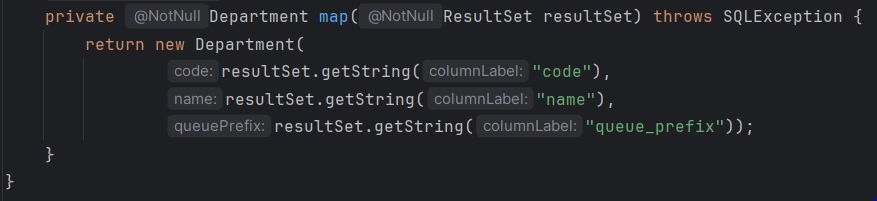 private @NotNull Department map(@NotNull ResultSet resultSet) throws SQLException {
return new Department(
code: resultSet.getString( columnLabel: "code"),
name: resultSet.getString( columnLabel: "name"),
queuePrefix: resultSet.getString( columnLabel: "queue_prefix"));
}
}